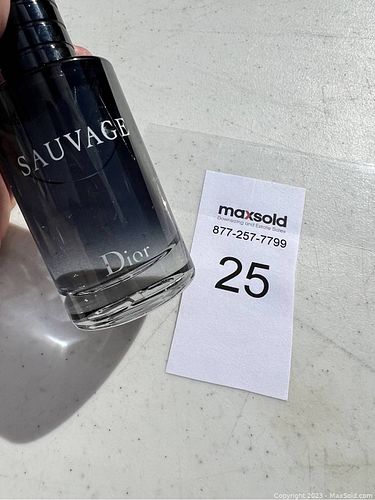 SAUVAGE
Dior
maxsold
Downsizing and Estate Sales
877-257-7799
25
Copyright 2023 - MaxSold.com